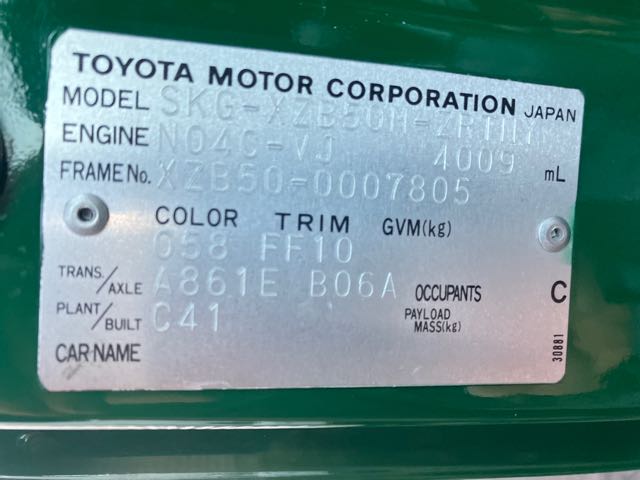 TOYOTA MOTOR CORPORATION JAPAN
MODEL SKG-XZB50M-ZRTMY
ENGINE N04C-VJ 4009 mL
FRAME No. XZB50-0007805
COLOR TRIM GVM(kg)
058 FF10
TRANS./AXLE A861E B06A OCCUPANTS C
PLANT/BUILT C41 PAYLOAD MASS(kg)
CAR NAME
30881